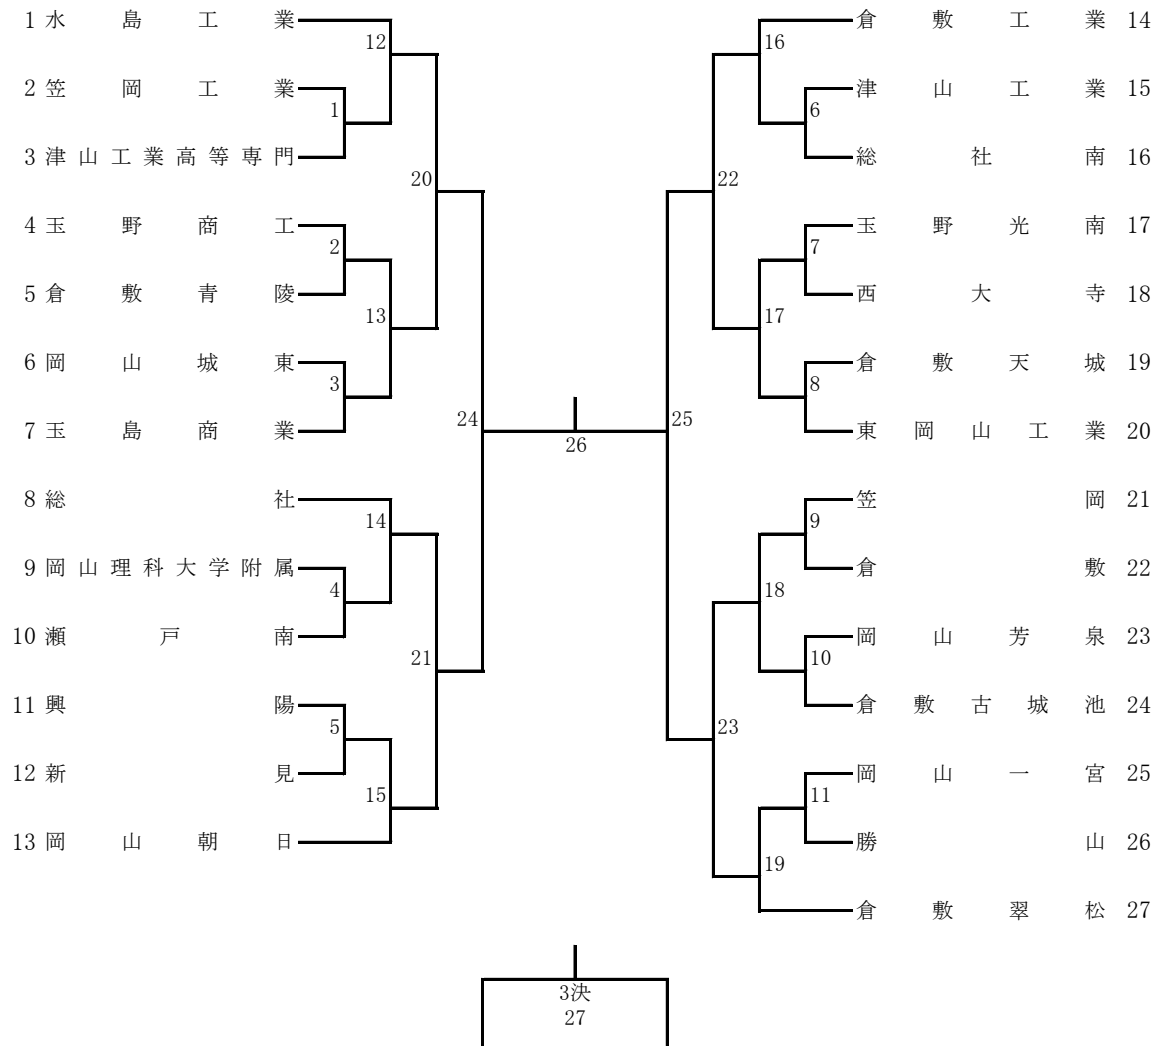 1 水島工業
12
2 笠岡工業
1
3 津山工業高等専門
20
4 玉野商工
2
5 倉敷青陵
13
6 岡山城東
3
7 玉島商業
24
8 総社
14
9 岡山理科大学附属
4
10 瀬戸南
21
11 興陽
5
12 新見
15
13 岡山朝日
26
倉敷工業 14
16
津山工業 15
6
総社南 16
22
玉野光南 17
7
西大寺 18
17
倉敷天城 19
8
東岡山工業 20
25
笠岡 21
9
倉敷 22
18
岡山芳泉 23
10
倉敷古城池 24
23
岡山一宮 25
11
勝山 26
19
倉敷翠松 27
3決
27